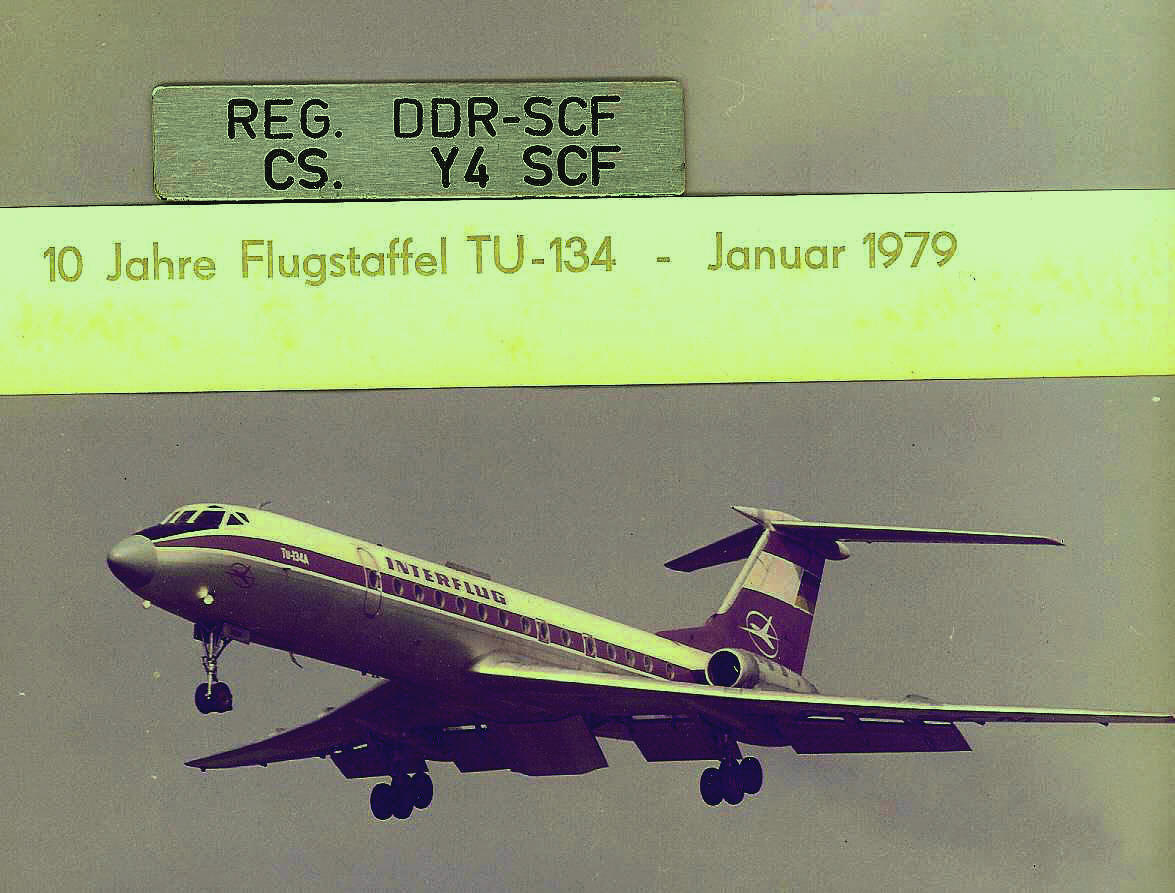 REG. DDR-SCF
CS. Y4 SCF
10 Jahre Flugstaffel TU-134 - Januar 1979
TU-134A
INTERFLUG